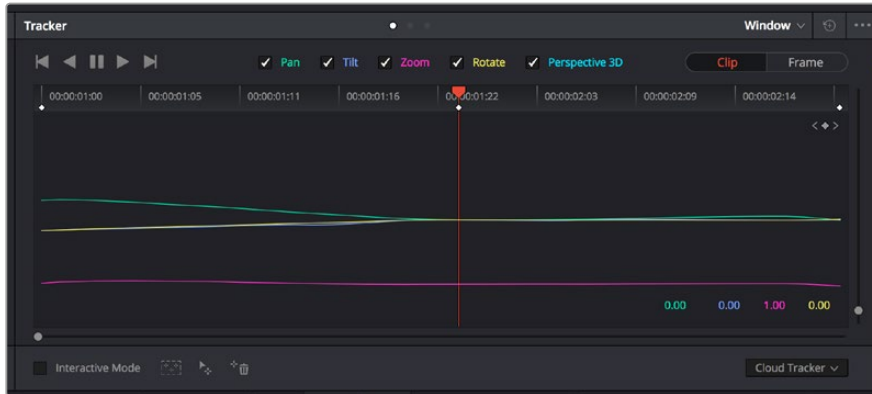 Tracker
Window
Pan Tilt Zoom Rotate Perspective 3D
Clip Frame
00:00:01:00 00:00:01:05 00:00:01:11 00:00:01:16 00:00:01:22 00:00:02:03 00:00:02:09 00:00:02:14
0.00 0.00 1.00 0.00
Interactive Mode
Cloud Tracker